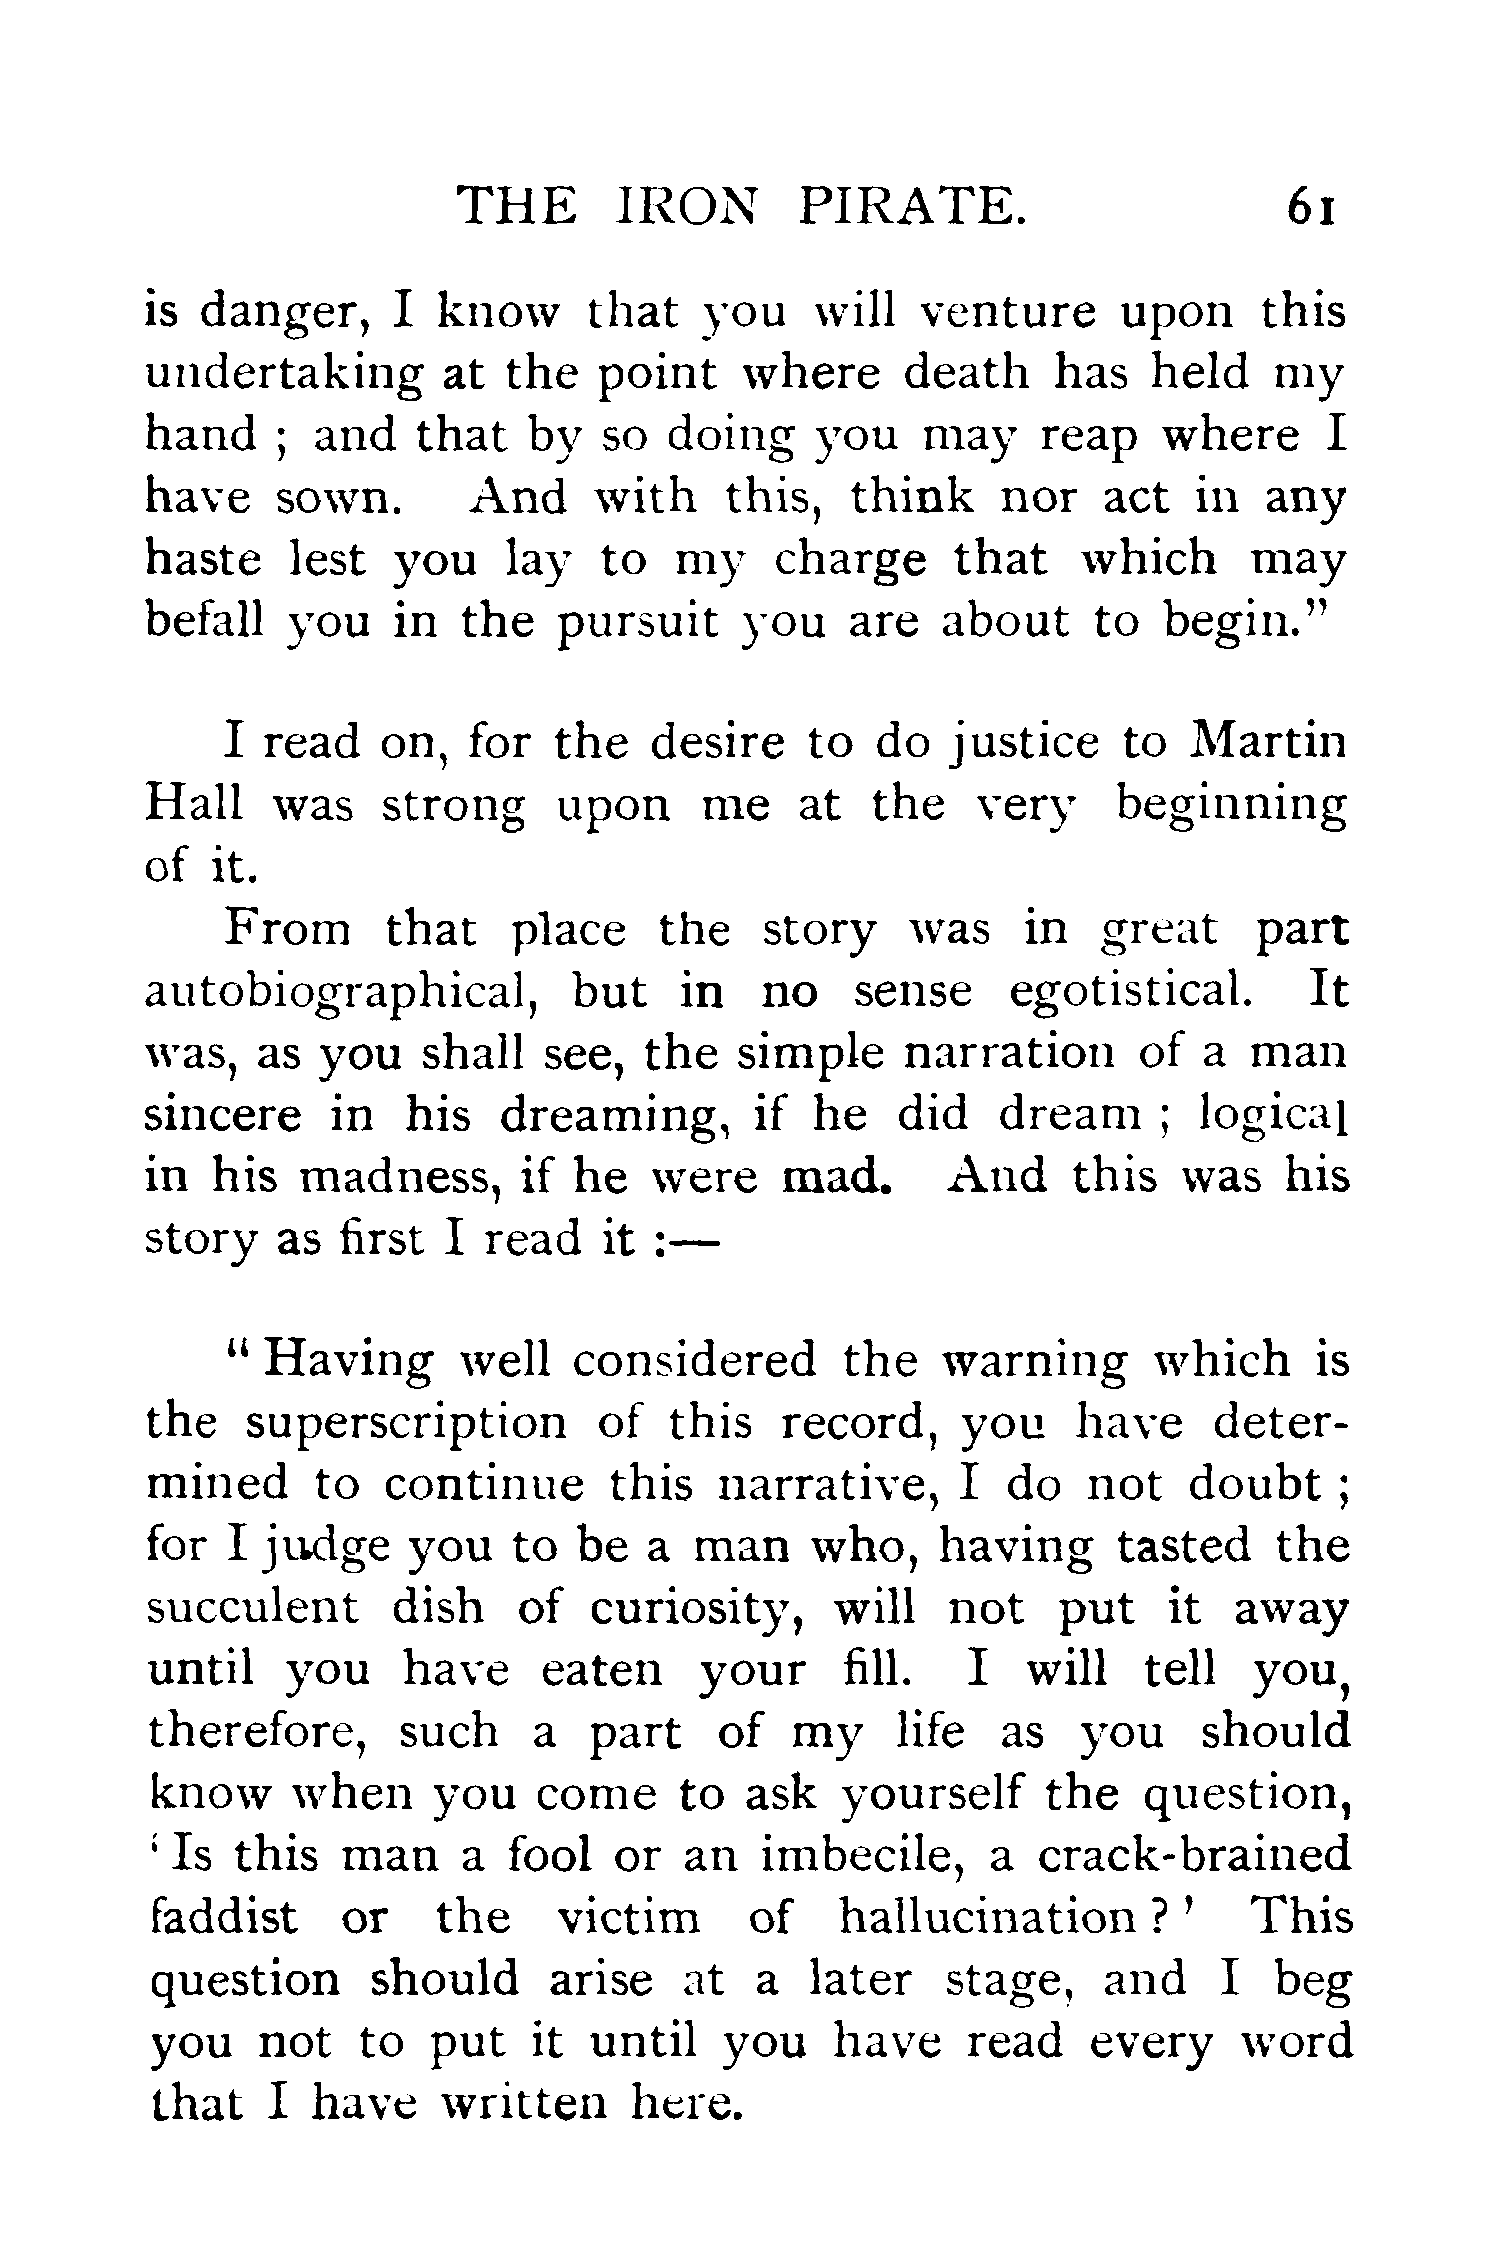 THE IRON PIRATE. 61
is danger, I know that you will venture upon this
undertaking at the point where death has held my
hand ; and that by so doing you may reap where I
have sown. And with this, think nor act in any
haste lest you lay to my charge that which may
befall you in the pursuit you are about to begin.”
I read on, for the desire to do justice to Martin
Hall was strong upon me at the very beginning
of it.
From that place the story was in great part
autobiographical, but in no sense egotistical. It
was, as you shall see, the simple narration of a man
sincere in his dreaming, if he did dream ; logical
in his madness, if he were mad. And this was his
story as first I read it :—
“ Having well considered the warning which is
the superscription of this record, you have deter-
mined to continue this narrative, I do not doubt ;
for I judge you to be a man who, having tasted the
succulent dish of curiosity, will not put it away
until you have eaten your fill. I will tell you,
therefore, such a part of my life as you should
know when you come to ask yourself the question,
‘ Is this man a fool or an imbecile, a crack-brained
faddist or the victim of hallucination ? ’ This
question should arise at a later stage, and I beg
you not to put it until you have read every word
that I have written here.